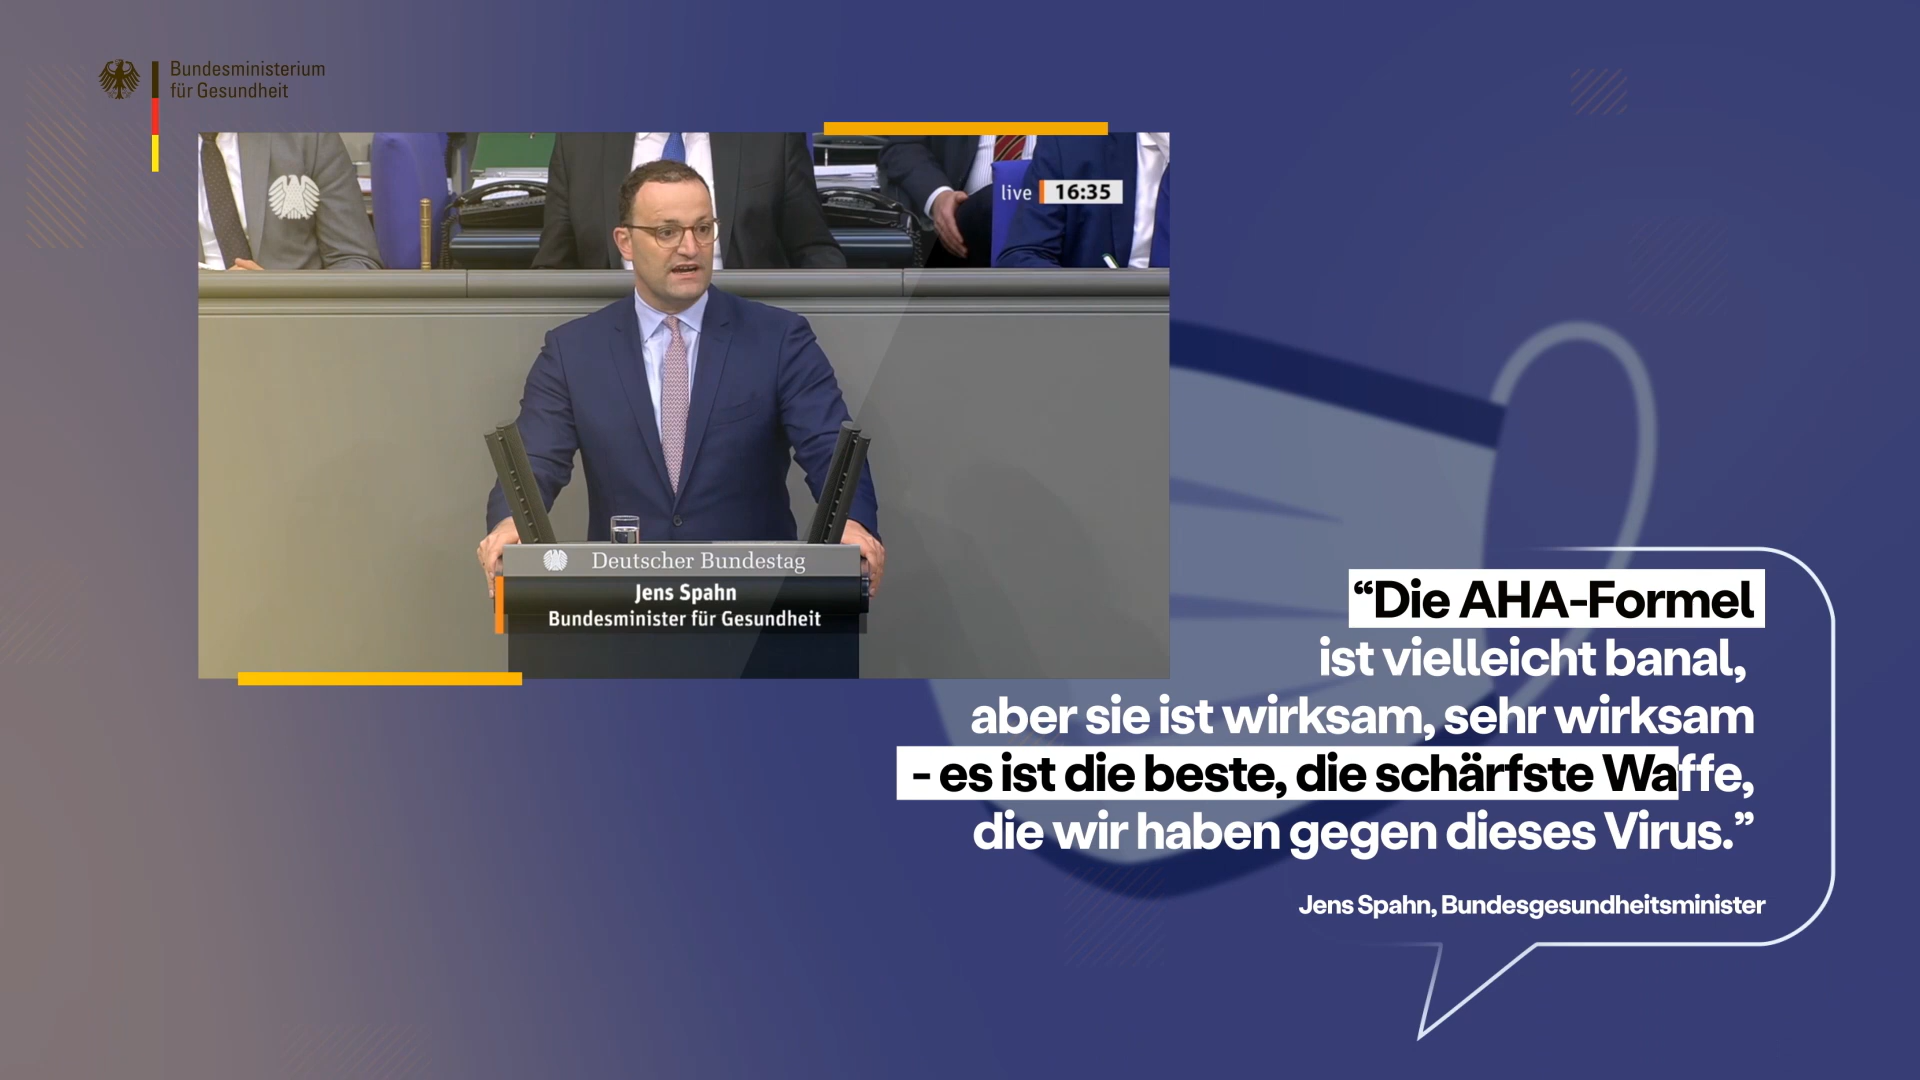 Bundesministerium
für Gesundheit
live 16:35
Deutscher Bundestag
Jens Spahn
Bundesminister für Gesundheit
“Die AHA-Formel
ist vielleicht banal,
aber sie ist wirksam, sehr wirksam
- es ist die beste, die schärfste Waffe,
die wir haben gegen dieses Virus.”
Jens Spahn, Bundesgesundheitsminister